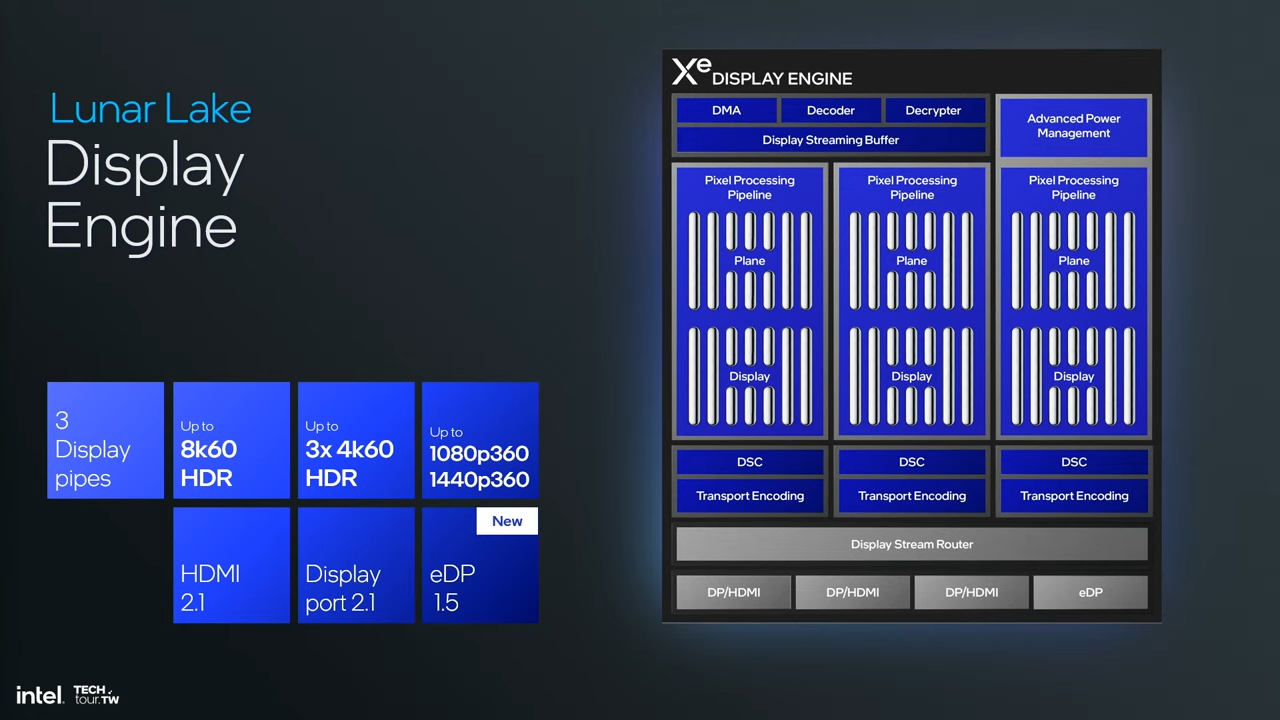 Lunar Lake
Display
Engine
3
Display
pipes
Up to
8k60
HDR
Up to
3x 4k60
HDR
Up to
1080p360
1440p360
HDMI
2.1
Display
port 2.1
New
eDP
1.5
intel.
TECH
tour.TW
Xe DISPLAY ENGINE
DMA
Decoder
Decrypter
Display Streaming Buffer
Advanced Power
Management
Pixel Processing
Pipeline
Plane
Display
Pixel Processing
Pipeline
Plane
Display
Pixel Processing
Pipeline
Plane
Display
DSC
DSC
DSC
Transport Encoding
Transport Encoding
Transport Encoding
Display Stream Router
DP/HDMI
DP/HDMI
DP/HDMI
eDP